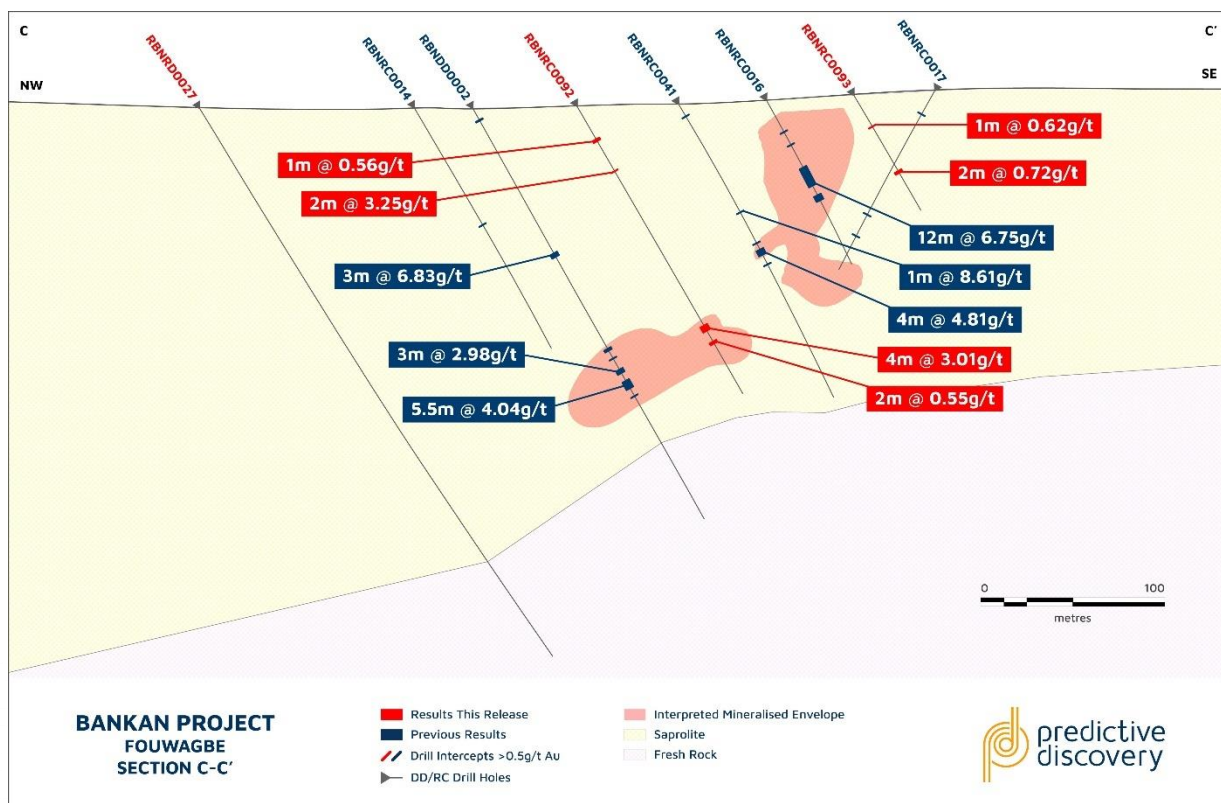 C
C'
NW
SE
RBNRD0027
RBNRC0014
RBNDD0002
RBNRC0092
RBNRC0041
RBNRC0016
RBNRC0093
RBNRC0017
1m @ 0.56g/t
2m @ 3.25g/t
3m @ 6.83g/t
3m @ 2.98g/t
5.5m @ 4.04g/t
1m @ 0.62g/t
2m @ 0.72g/t
12m @ 6.75g/t
1m @ 8.61g/t
4m @ 4.81g/t
4m @ 3.01g/t
2m @ 0.55g/t
0 100
metres
BANKAN PROJECT
FOUWAGBE
SECTION C-C'
Results This Release
Previous Results
Drill Intercepts >0.5g/t Au
DD/RC Drill Holes
Interpreted Mineralised Envelope
Saprolite
Fresh Rock
predictive
discovery